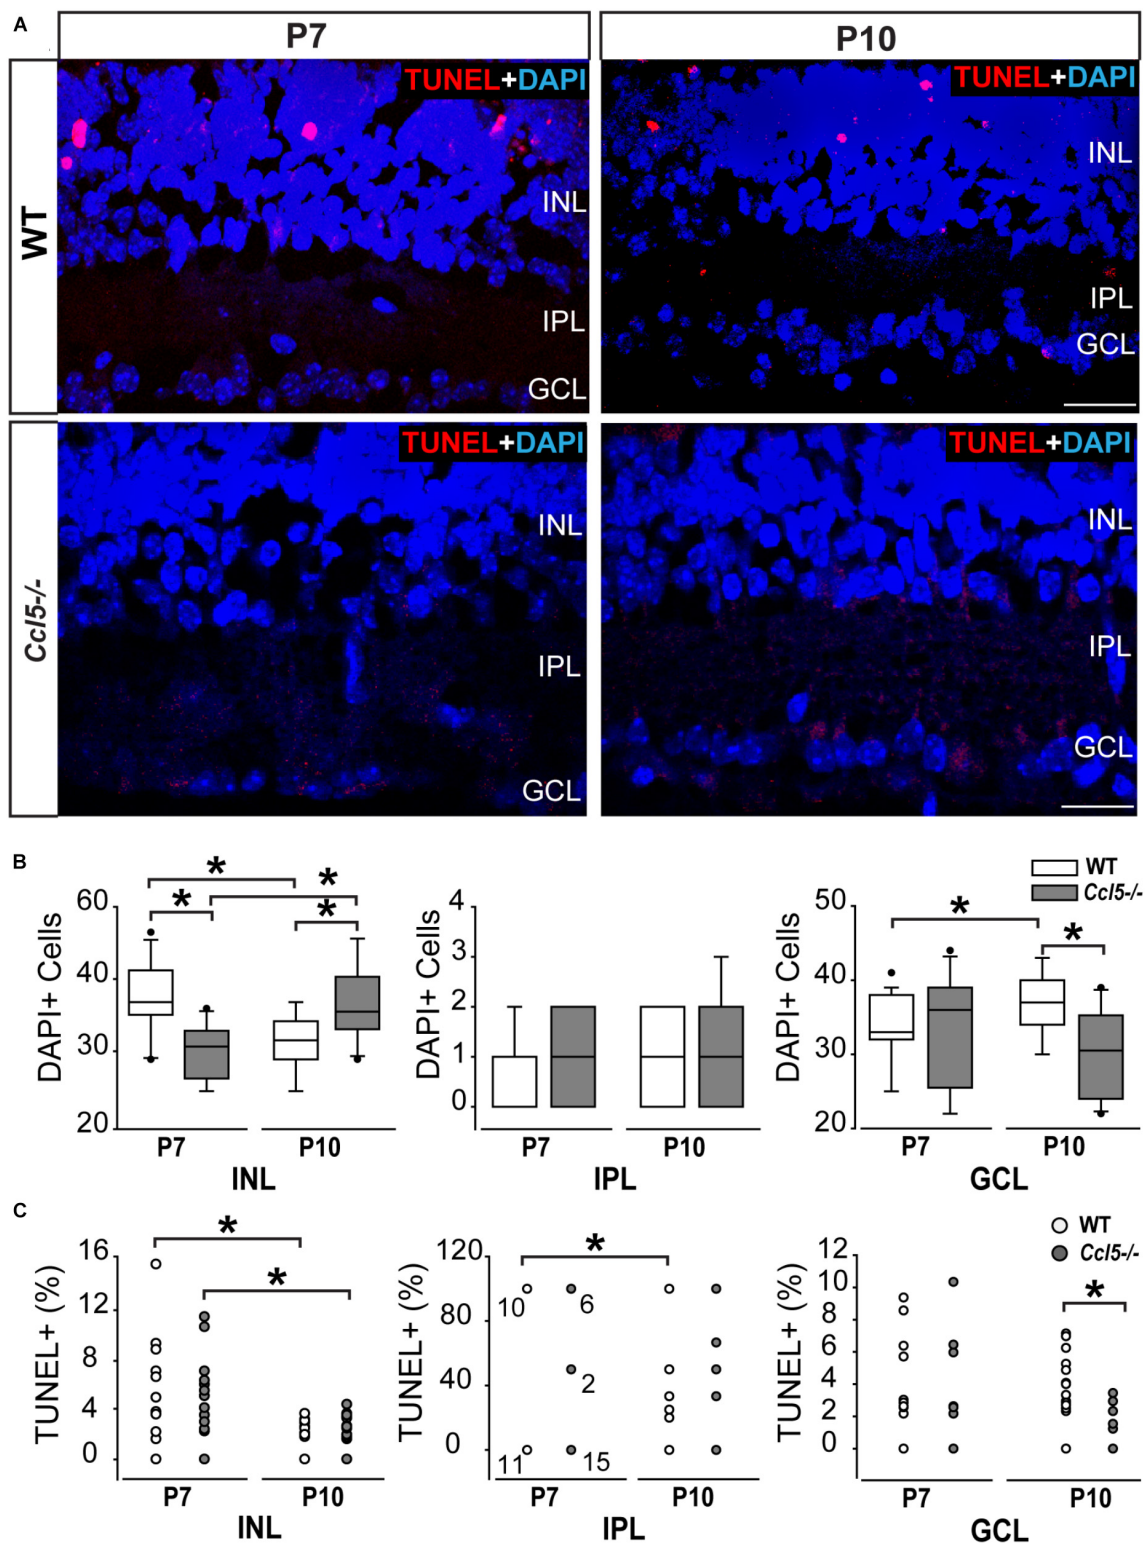 A
P7
P10
WT
TUNEL+DAPI
INL
IPL
GCL
TUNEL+DAPI
INL
IPL
GCL
Ccl5-/-
TUNEL+DAPI
INL
IPL
GCL
TUNEL+DAPI
INL
IPL
GCL
B
DAPI+ Cells
60
40
30
20
* * * *
P7 P10
INL
DAPI+ Cells
4
3
2
1
0
P7 P10
IPL
WT
Ccl5-/-
DAPI+ Cells
50
40
30
20
* *
P7 P10
GCL
C
TUNEL+ (%)
16
12
8
4
0
* *
P7 P10
INL
TUNEL+ (%)
120
80
40
0
*
10 6
2
11 15
P7 P10
IPL
WT
Ccl5-/-
TUNEL+ (%)
12
10
8
6
4
2
0
*
P7 P10
GCL